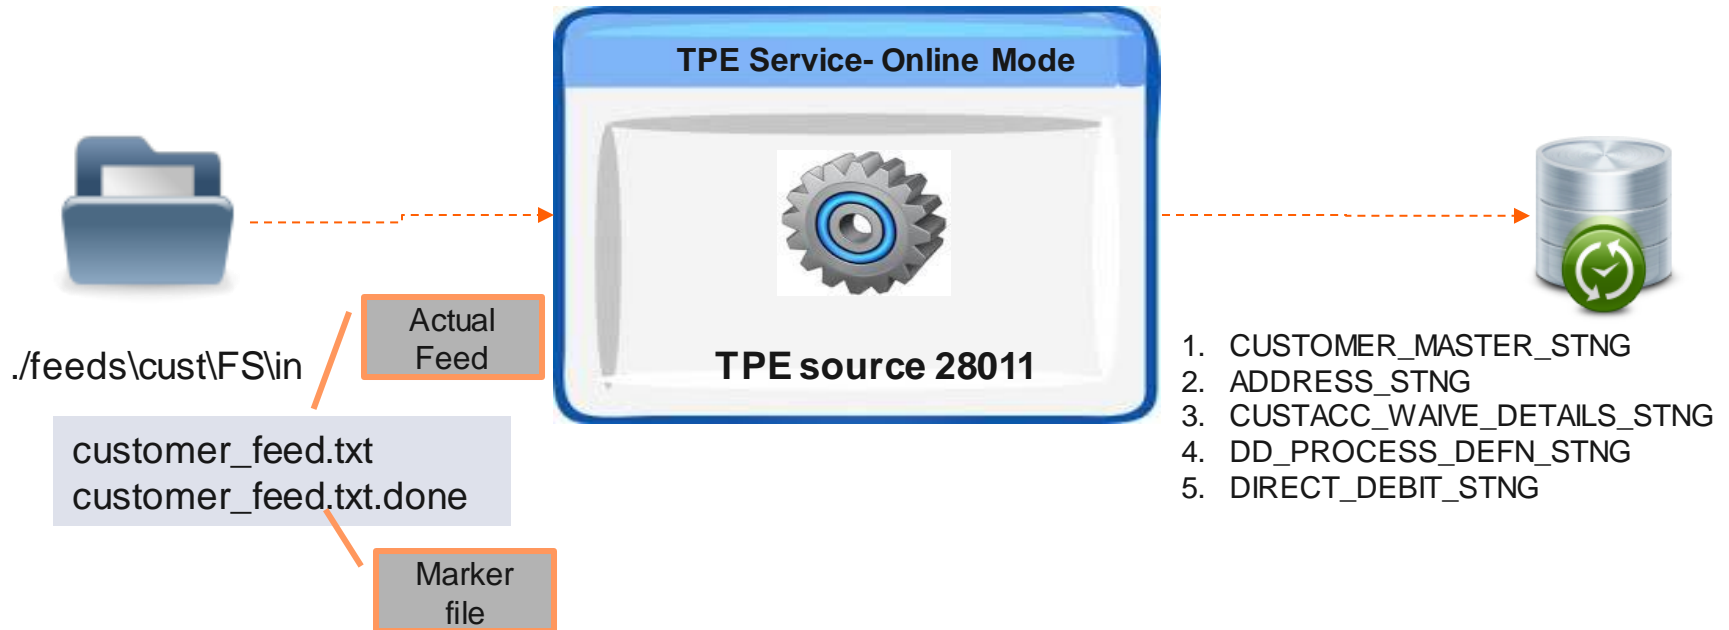 TPE Service- Online Mode
TPE source 28011
Actual
Feed
./feeds\cust\FS\in
customer_feed.txt
customer_feed.txt.done
Marker
file
1. CUSTOMER_MASTER_STNG
2. ADDRESS_STNG
3. CUSTACC_WAIVE_DETAILS_STNG
4. DD_PROCESS_DEFN_STNG
5. DIRECT_DEBIT_STNG